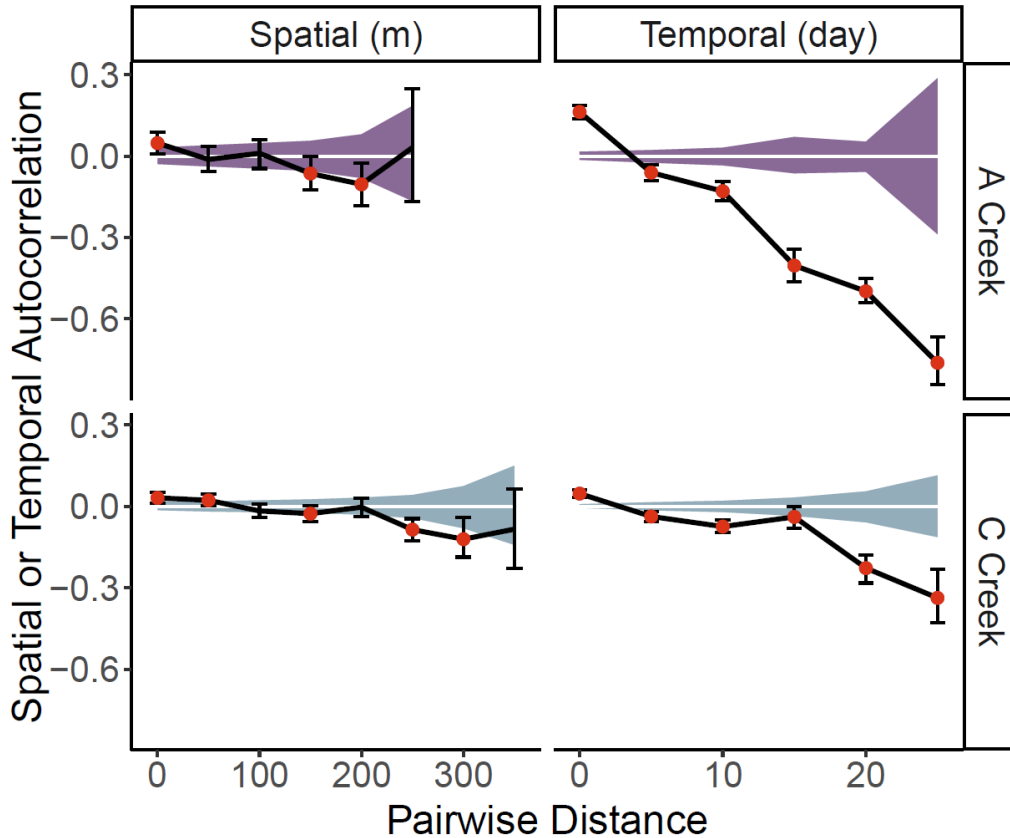 Spatial (m)
Temporal (day)
Spatial or Temporal Autocorrelation
0.3
0.0
−0.3
−0.6
A Creek
0.3
0.0
−0.3
−0.6
C Creek
0 100 200 300
0 10 20
Pairwise Distance